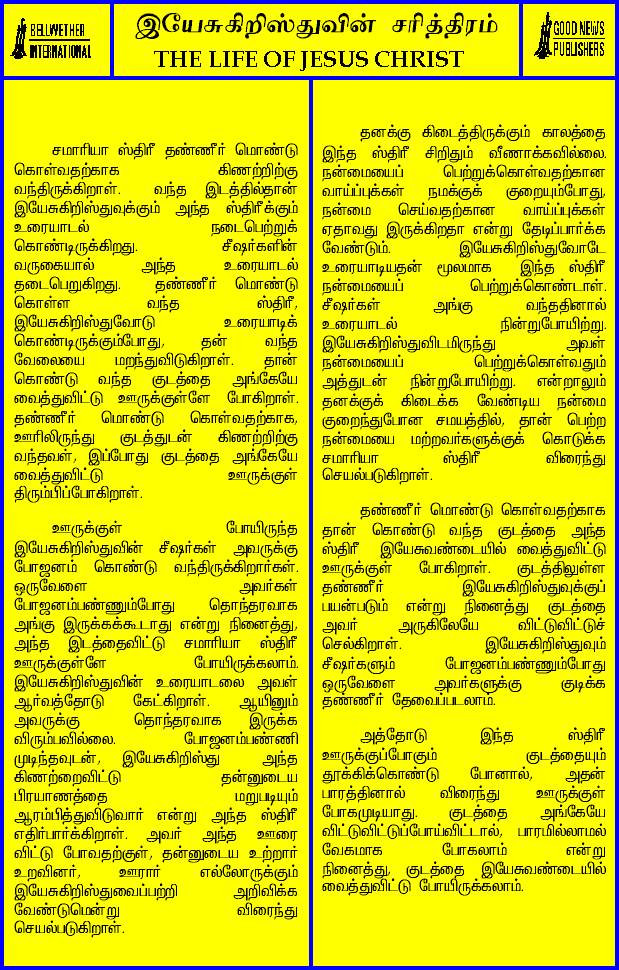 BELLWETHER
INTERNATIONAL
இயேசுகிறிஸ்துவின் சரித்திரம்
THE LIFE OF JESUS CHRIST
GOOD NEWS
PUBLISHERS
சமாரியா ஸ்திரீ தண்ணீர் மொண்டு
கொள்வதற்காக கிணற்றிற்கு
வந்திருக்கிறாள். வந்த இடத்தில்தான்
இயேசுகிறிஸ்துவுக்கும் அந்த ஸ்திரீக்கும்
உரையாடல் நடைபெற்றுக்
கொண்டிருக்கிறது. சீஷர்களின்
வருகையால் அந்த உரையாடல்
தடைபெறுகிறது. தண்ணீர் மொண்டு
கொள்ள வந்த ஸ்திரீ,
இயேசுகிறிஸ்துவோடு உரையாடிக்
கொண்டிருக்கும்போது, தன் வந்த
வேலையை மறந்துவிடுகிறாள். தான்
கொண்டு வந்த குடத்தை அங்கேயே
வைத்துவிட்டு ஊருக்குள்ளே போகிறாள்.
தண்ணீர் மொண்டு கொள்வதற்காக,
ஊரிலிருந்து குடத்துடன் கிணற்றிற்கு
வந்தவள், இப்போது குடத்தை அங்கேயே
வைத்துவிட்டு ஊருக்குள்
திரும்பிப்போகிறாள்.
ஊருக்குள் போயிருந்த
இயேசுகிறிஸ்துவின் சீஷர்கள் அவருக்கு
போஜனம் கொண்டு வந்திருக்கிறார்கள்.
ஒருவேளை அவர்கள்
போஜனம்பண்ணும்போது தொந்தரவாக
அங்கு இருக்கக்கூடாது என்று நினைத்து,
அந்த இடத்தைவிட்டு சமாரியா ஸ்திரீ
ஊருக்குள்ளே போயிருக்கலாம்.
இயேசுகிறிஸ்துவின் உரையாடலை அவள்
ஆர்வத்தோடு கேட்கிறாள். ஆயினும்
அவருக்கு தொந்தரவாக இருக்க
விரும்பவில்லை. போஜனம்பண்ணி
முடிந்தவுடன், இயேசுகிறிஸ்து அந்த
கிணற்றைவிட்டு தன்னுடைய
பிரயாணத்தை மறுபடியும்
ஆரம்பித்துவிடுவார் என்று அந்த ஸ்திரீ
எதிர்பார்க்கிறாள். அவர் அந்த ஊரை
விட்டு போவதற்குள், தன்னுடைய உற்றார்
உறவினர், ஊரார் எல்லோருக்கும்
இயேசுகிறிஸ்துவைப்பற்றி அறிவிக்க
வேண்டுமென்று விரைந்து
செயல்படுகிறாள்.
தனக்கு கிடைத்திருக்கும் காலத்தை
இந்த ஸ்திரீ சிறிதும் வீணாக்கவில்லை.
நன்மையைப் பெற்றுக்கொள்வதற்கான
வாய்ப்புக்கள் நமக்குக் குறையும்போது,
நன்மை செய்வதற்கான வாய்ப்புக்கள்
ஏதாவது இருக்கிறதா என்று தேடிப்பார்க்க
வேண்டும். இயேசுகிறிஸ்துவோடே
உரையாடியதன் மூலமாக இந்த ஸ்திரீ
நன்மையைப் பெற்றுக்கொண்டாள்.
சீஷர்கள் அங்கு வந்ததினால்
உரையாடல் நின்றுபோயிற்று.
இயேசுகிறிஸ்துவிடமிருந்து அவள்
நன்மையைப் பெற்றுக்கொள்வதும்
அத்துடன் நின்றுபோயிற்று. என்றாலும்
தனக்குக் கிடைக்க வேண்டிய நன்மை
குறைந்துபோன சமயத்தில், தான் பெற்ற
நன்மையை மற்றவர்களுக்குக் கொடுக்க
சமாரியா ஸ்திரீ விரைந்து
செயல்படுகிறாள்.
தண்ணீர் மொண்டு கொள்வதற்காக
தான் கொண்டு வந்த குடத்தை அந்த
ஸ்திரீ இயேசுவண்டையில் வைத்துவிட்டு
ஊருக்குள் போகிறாள். குடத்திலுள்ள
தண்ணீர் இயேசுகிறிஸ்துவுக்குப்
பயன்படும் என்று நினைத்து குடத்தை
அவர் அருகிலேயே விட்டுவிட்டுச்
செல்கிறாள். இயேசுகிறிஸ்துவும்
சீஷர்களும் போஜனம்பண்ணும்போது
ஒருவேளை அவர்களுக்கு குடிக்க
தண்ணீர் தேவைப்படலாம்.
அத்தோடு இந்த ஸ்திரீ
ஊருக்குப்போகும் குடத்தையும்
தூக்கிக்கொண்டு போனால், அதன்
பாரத்தினால் விரைந்து ஊருக்குள்
போகமுடியாது. குடத்தை அங்கேயே
விட்டுவிட்டுப்போய்விட்டால், பாரமில்லாமல்
வேகமாக போகலாம் என்று
நினைத்து, குடத்தை இயேசுவண்டையில்
வைத்துவிட்டு போயிருக்கலாம்.